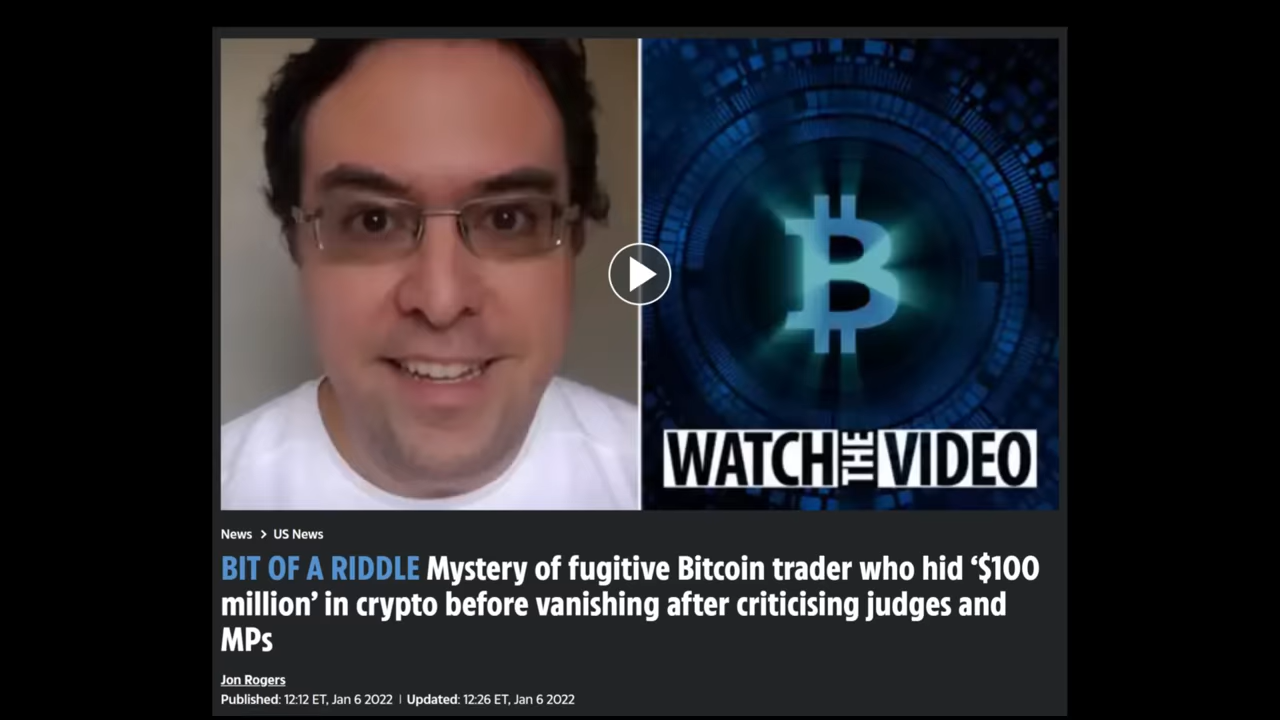 WATCH THE VIDEO
News > US News
BIT OF A RIDDLE Mystery of fugitive Bitcoin trader who hid ‘$100
million’ in crypto before vanishing after criticising judges and
MPs
Jon Rogers
Published: 12:12 ET, Jan 6 2022 | Updated: 12:26 ET, Jan 6 2022